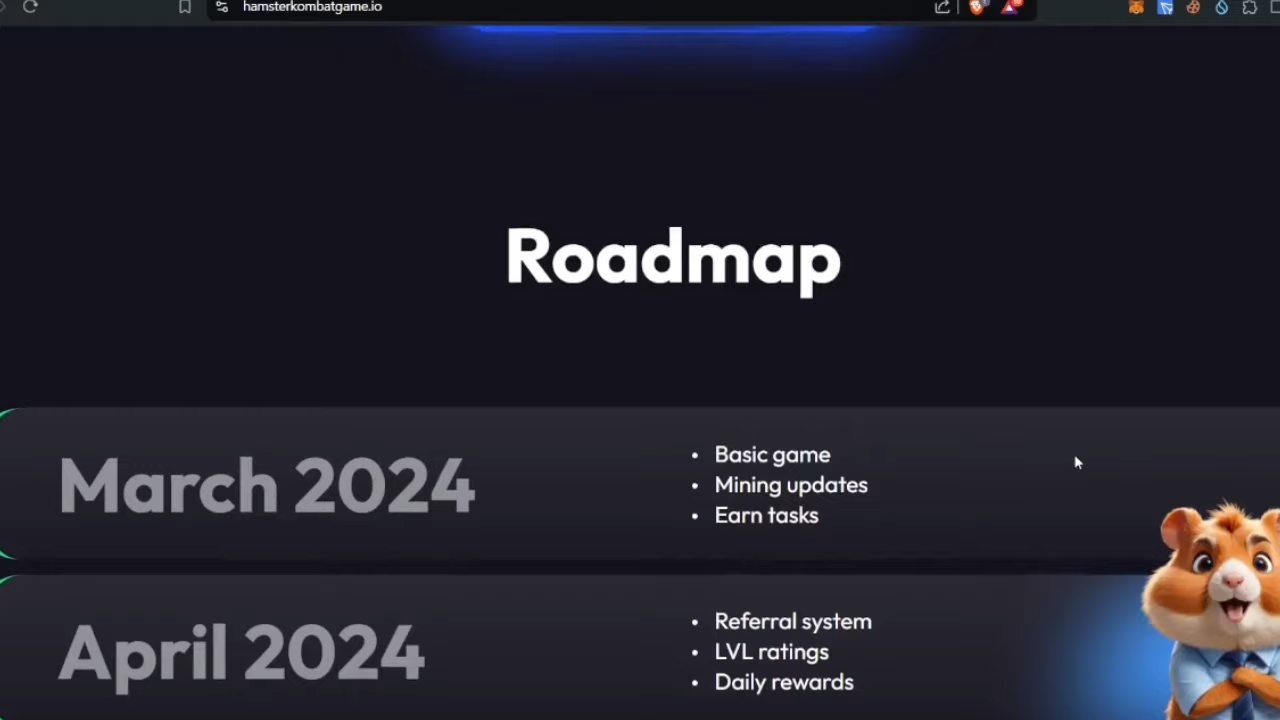 hamsterkombatgame.io
Roadmap
March 2024
• Basic game
• Mining updates
• Earn tasks
April 2024
• Referral system
• LVL ratings
• Daily rewards